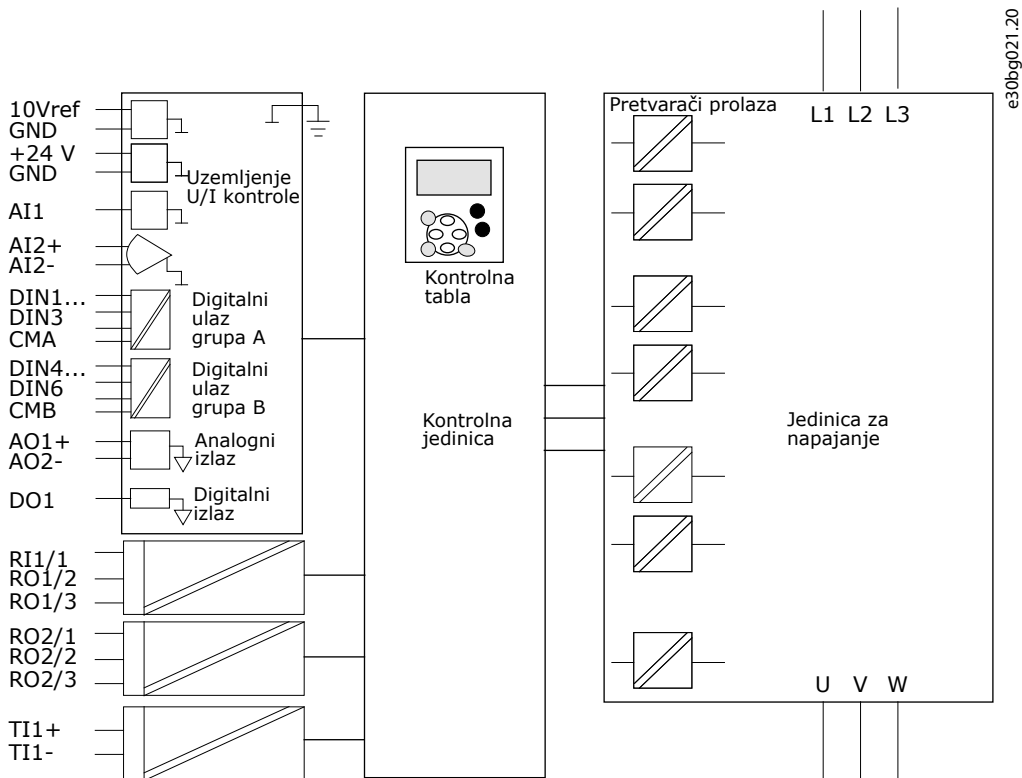 e30bg021.20
10Vref
GND
+24 V
GND
AI1
AI2+
AI2-
DIN1...
DIN3
CMA
DIN4...
DIN6
CMB
AO1+
AO2-
DO1
RI1/1
RO1/2
RO1/3
RO2/1
RO2/2
RO2/3
TI1+
TI1-
Uzemljenje
U/I kontrole
Digitalni
ulaz
grupa A
Digitalni
ulaz
grupa B
Analogni
izlaz
Digitalni
izlaz
Kontrolna
tabla
Kontrolna
jedinica
Pretvarači prolaza
L1 L2 L3
Jedinica za
napajanje
U V W